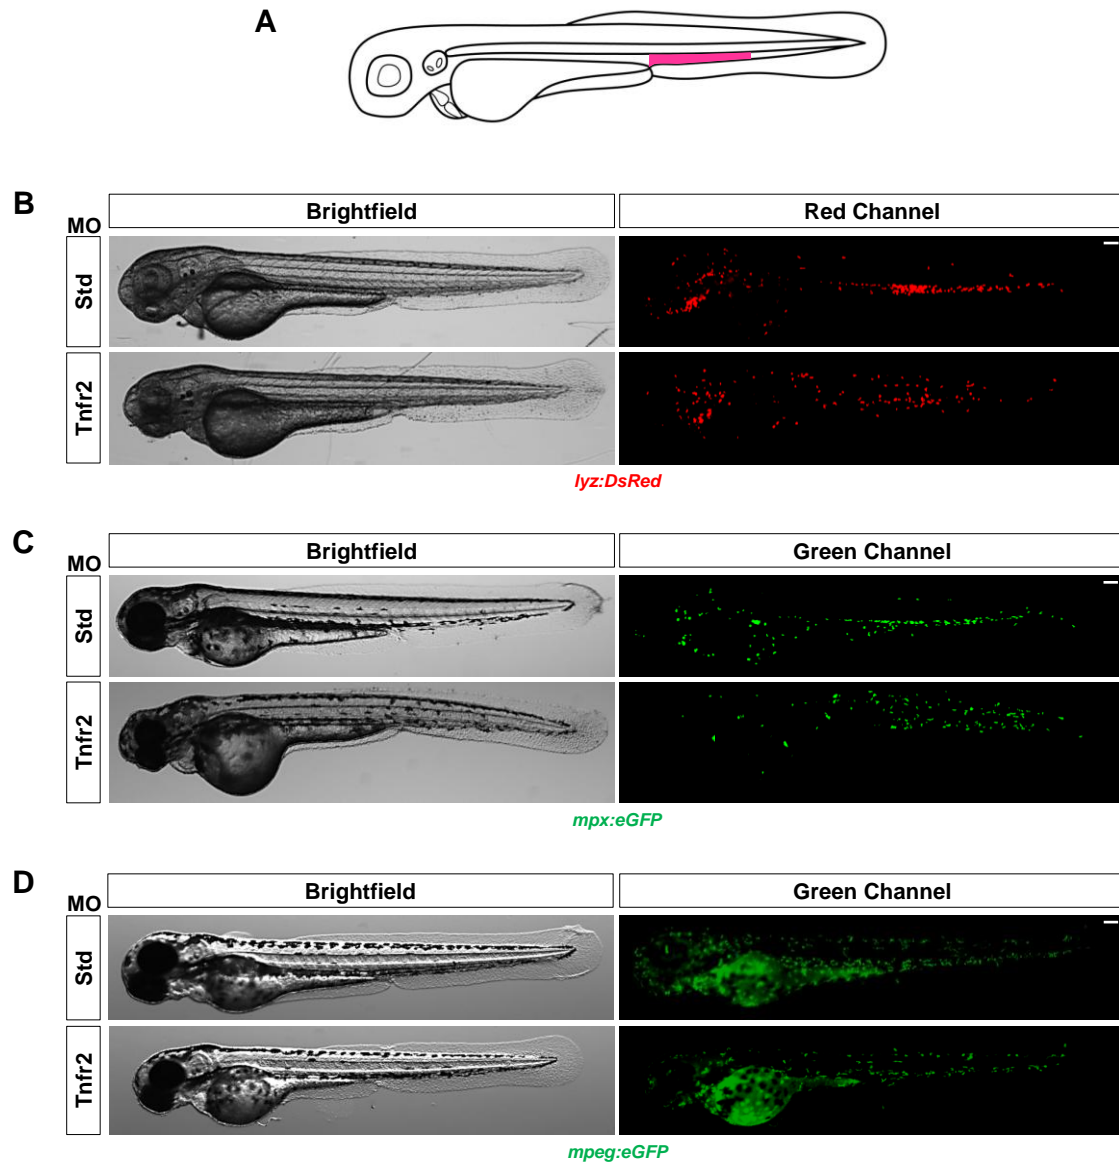 A
B
MO
Brightfield
Red Channel
Std
Tnfr2
lyz:DsRed
C
MO
Brightfield
Green Channel
Std
Tnfr2
mpx:eGFP
D
MO
Brightfield
Green Channel
Std
Tnfr2
mpeg:eGFP